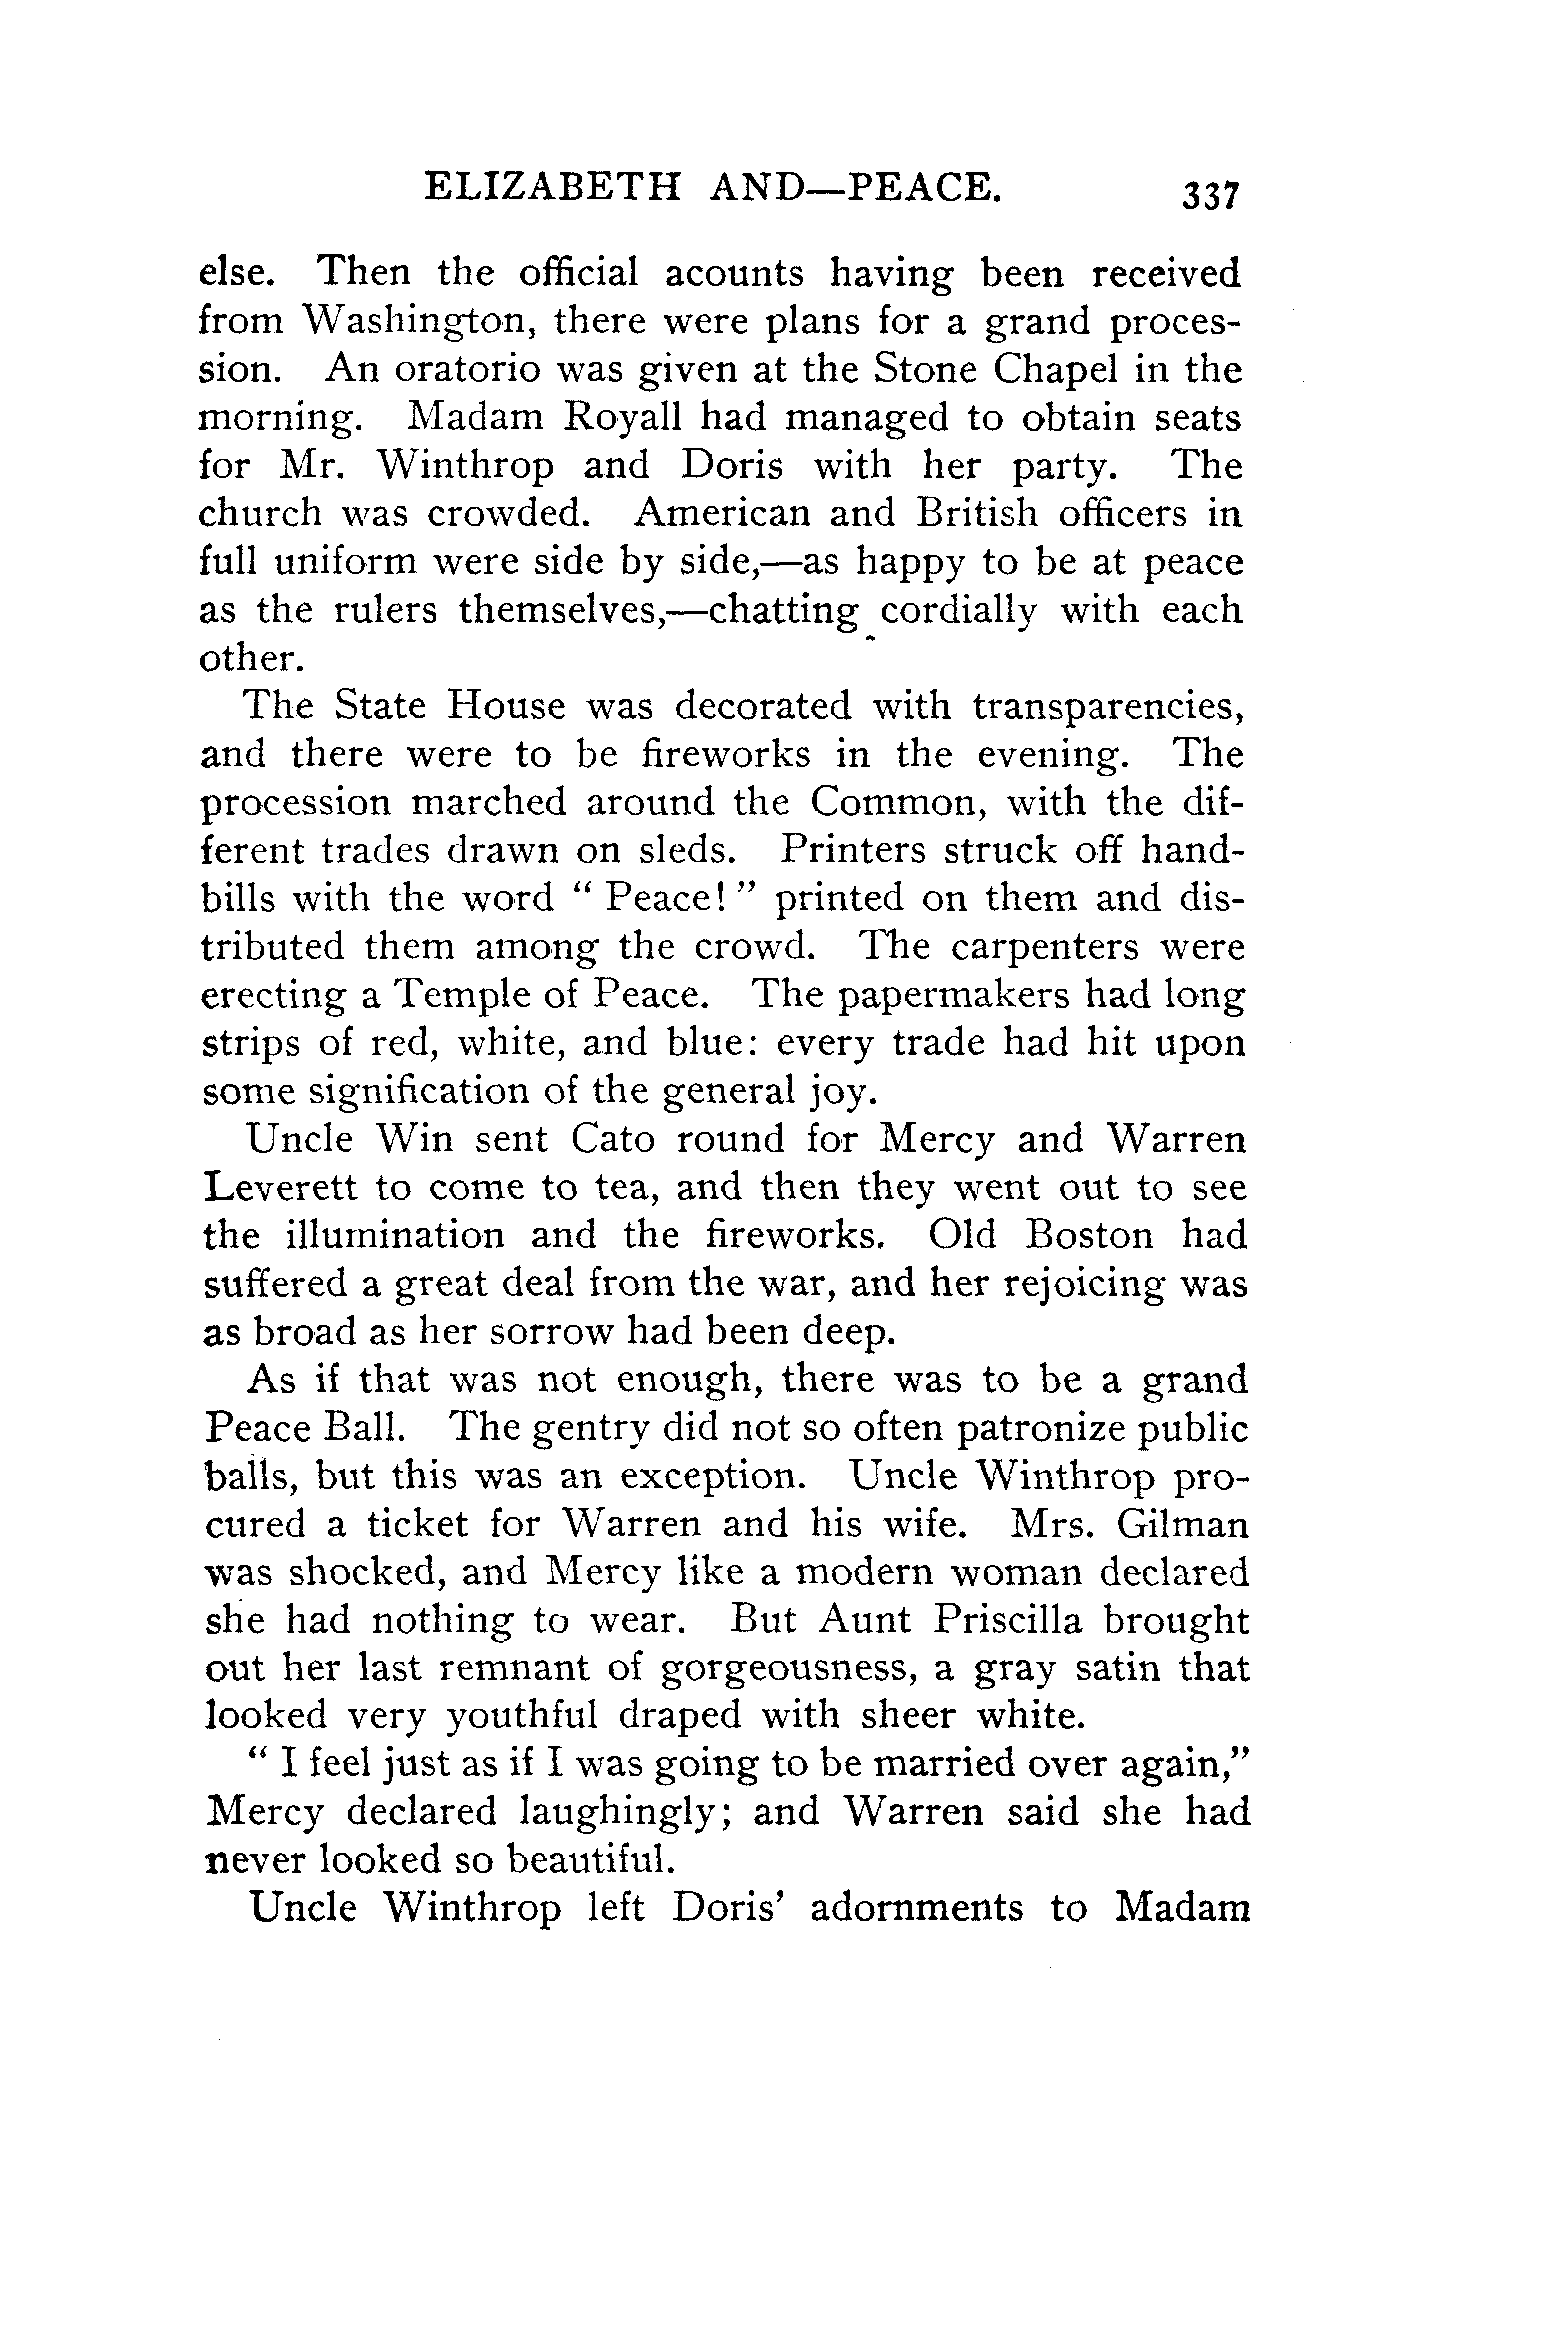 ELIZABETH AND—PEACE. 337
else. Then the official acounts having been received
from Washington, there were plans for a grand proces-
sion. An oratorio was given at the Stone Chapel in the
morning. Madam Royall had managed to obtain seats
for Mr. Winthrop and Doris with her party. The
church was crowded. American and British officers in
full uniform were side by side,—as happy to be at peace
as the rulers themselves,—chatting cordially with each
other.
The State House was decorated with transparencies,
and there were to be fireworks in the evening. The
procession marched around the Common, with the dif-
ferent trades drawn on sleds. Printers struck off hand-
bills with the word “ Peace! ” printed on them and dis-
tributed them among the crowd. The carpenters were
erecting a Temple of Peace. The papermakers had long
strips of red, white, and blue: every trade had hit upon
some signification of the general joy.
Uncle Win sent Cato round for Mercy and Warren
Leverett to come to tea, and then they went out to see
the illumination and the fireworks. Old Boston had
suffered a great deal from the war, and her rejoicing was
as broad as her sorrow had been deep.
As if that was not enough, there was to be a grand
Peace Ball. The gentry did not so often patronize public
balls, but this was an exception. Uncle Winthrop pro-
cured a ticket for Warren and his wife. Mrs. Gilman
was shocked, and Mercy like a modern woman declared
she had nothing to wear. But Aunt Priscilla brought
out her last remnant of gorgeousness, a gray satin that
looked very youthful draped with sheer white.
“ I feel just as if I was going to be married over again,”
Mercy declared laughingly; and Warren said she had
never looked so beautiful.
Uncle Winthrop left Doris’ adornments to Madam